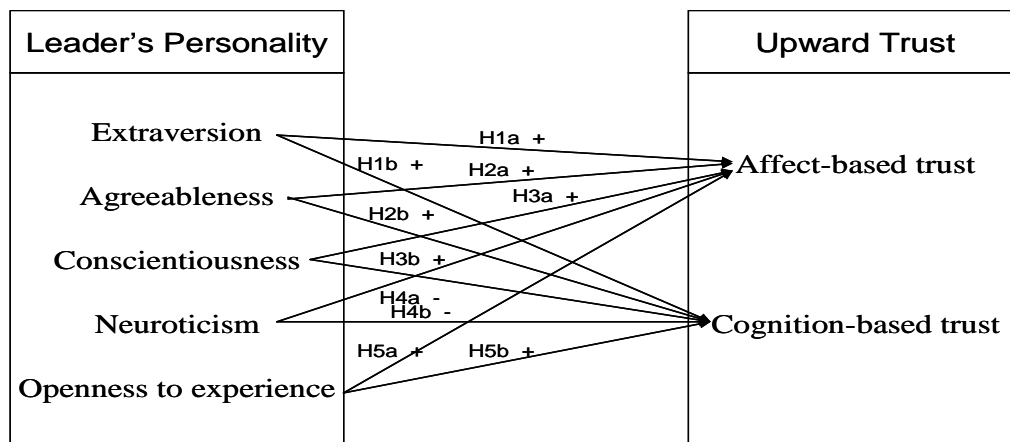 Leader's Personality
Upward Trust
Extraversion
Agreeableness
Conscientiousness
Neuroticism
Openness to experience
H1a +
H1b +
H2a +
H2b +
H3a +
H3b +
H4a -
H4b -
H5a +
H5b +
Affect-based trust
Cognition-based trust